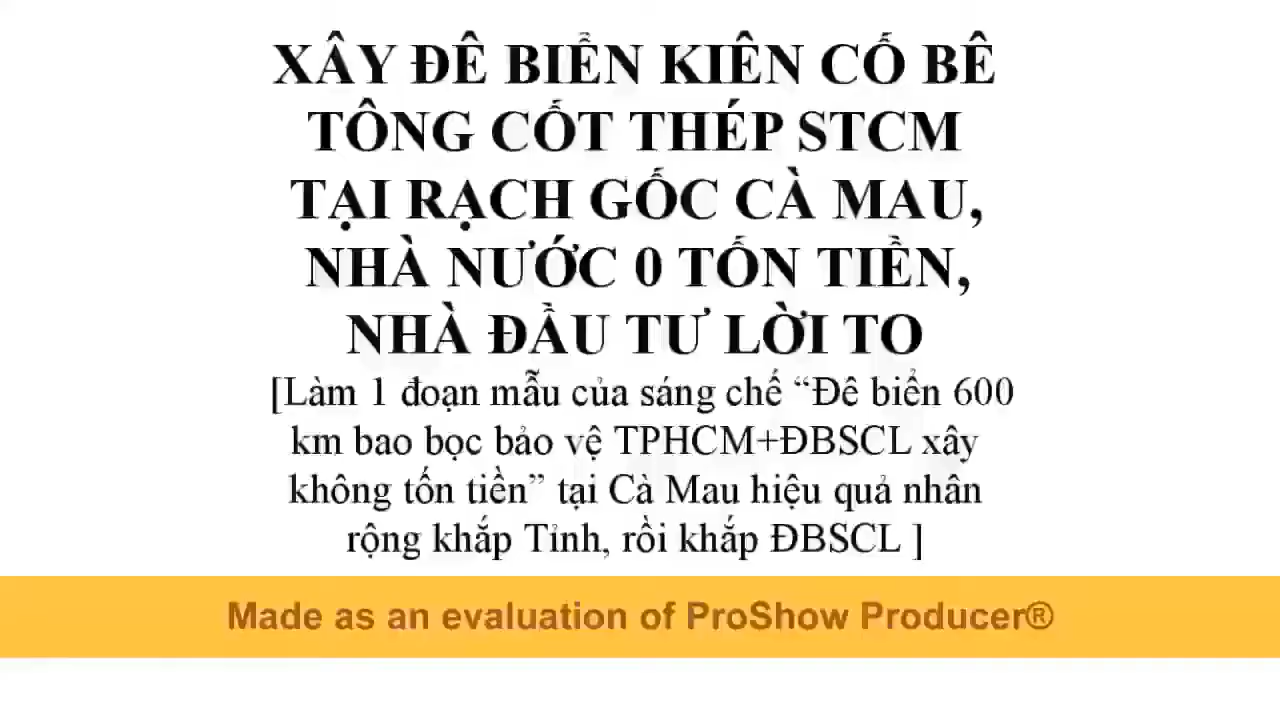 XÂY ĐÊ BIỂN KIÊN CỐ BÊ
TÔNG CỐT THÉP STCM
TẠI RẠCH GỐC CÀ MAU,
NHÀ NƯỚC 0 TỐN TIỀN,
NHÀ ĐẦU TƯ LỜI TO
[Làm 1 đoạn mẫu của sáng chế “Đê biển 600
km bao bọc bảo vệ TPHCM+ĐBSCL xây
không tốn tiền” tại Cà Mau hiệu quả nhân
rộng khắp Tỉnh, rồi khắp ĐBSCL ]
Made as an evaluation of ProShow Producer®